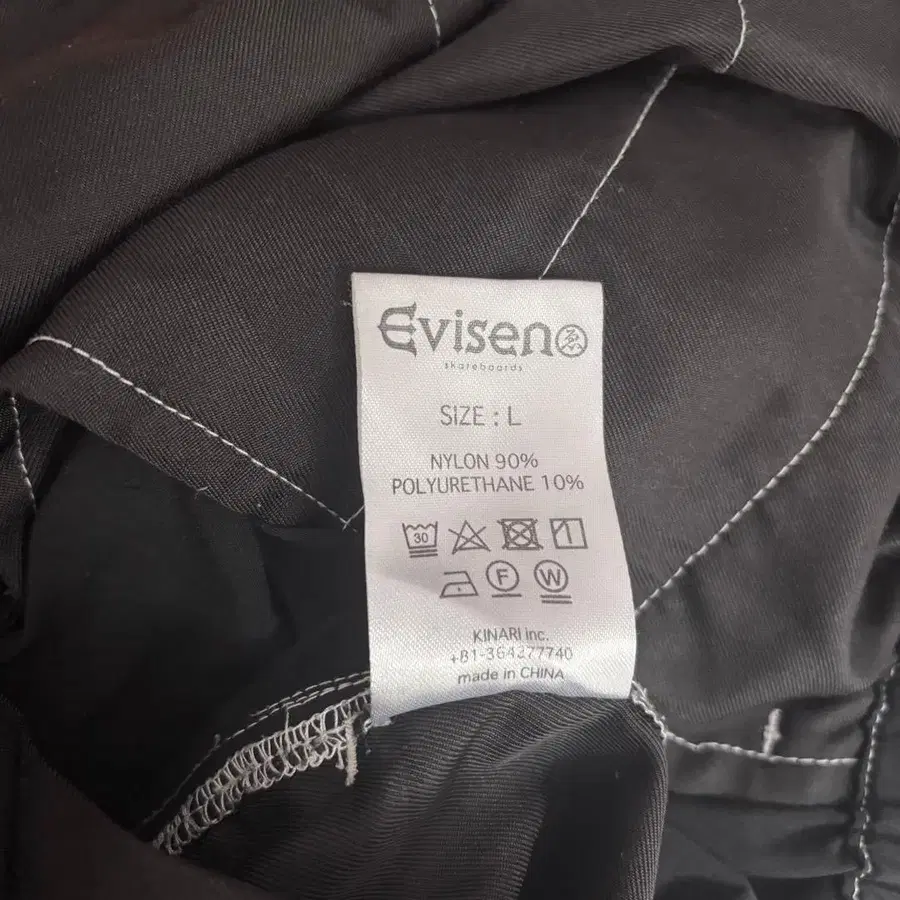 Evisen
skateboards
SIZE : L
NYLON 90%
POLYURETHANE 10%
30
F W
KINARI inc.
+81-364277740
made in CHINA